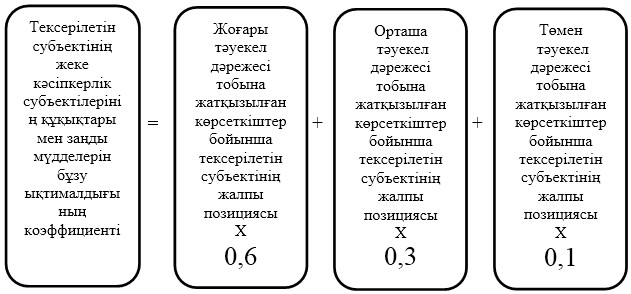 Тексерілетін
субъектінің
жеке
кәсіпкерлік
субъектілеріні
ң құқықтары
мен заңды
мүдделерін
бұзу
ықтималдығы
ның
коэффициенті
=
Жоғары
тәуекел
дәрежесі
тобына
жатқызылған
көрсеткіштер
бойынша
тексерілетін
субъектінің
жалпы
позициясы
Х
0,6
+
Орташа
тәуекел
дәрежесі
тобына
жатқызылған
көрсеткіштер
бойынша
тексерілетін
субъектінің
жалпы
позициясы
Х
0,3
+
Төмен
тәуекел
дәрежесі
тобына
жатқызылған
көрсеткіштер
бойынша
тексерілетін
субъектінің
жалпы
позициясы
Х
0,1